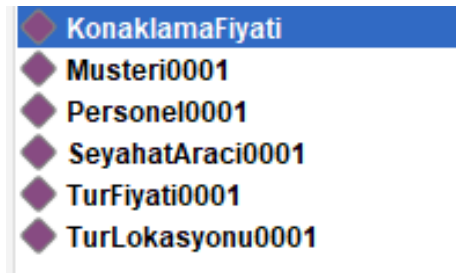 KonaklamaFiyati
Musteri0001
Personel0001
SeyahatAraci0001
TurFiyati0001
TurLokasyonu0001